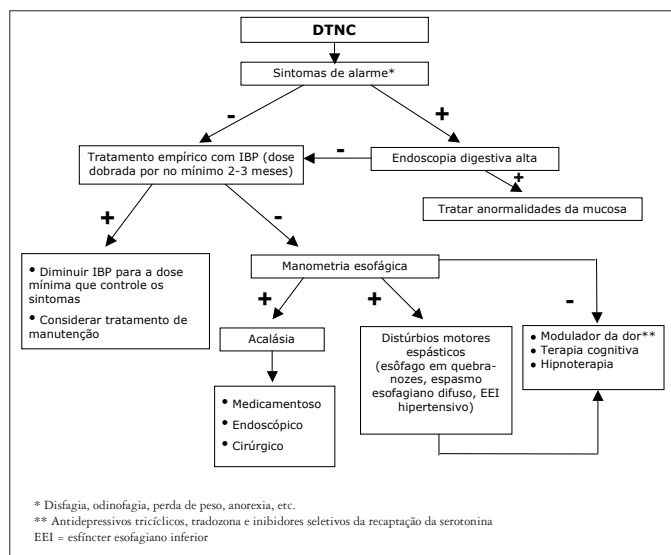 DTNC
Sintomas de alarme*
-
+
Tratamento empírico com IBP (dose
dobrada por no mínimo 2-3 meses)
-
Endoscopia digestiva alta
+
Tratar anormalidades da mucosa
+
-
• Diminuir IBP para a dose
mínima que controle os
sintomas
• Considerar tratamento de
manutenção
Manometria esofágica
+
+
-
Acalásia
Distúrbios motores
espásticos
(esôfago em quebra-
nozes, espasmo
esofagiano difuso, EEI
hipertensivo)
• Modulador da dor**
• Terapia cognitiva
• Hipnoterapia
• Medicamentoso
• Endoscópico
• Cirúrgico
* Disfagia, odinofagia, perda de peso, anorexia, etc.
** Antidepressivos tricíclicos, tradozona e inibidores seletivos da recaptação da serotonina
EEI = esfíncter esofagiano inferior